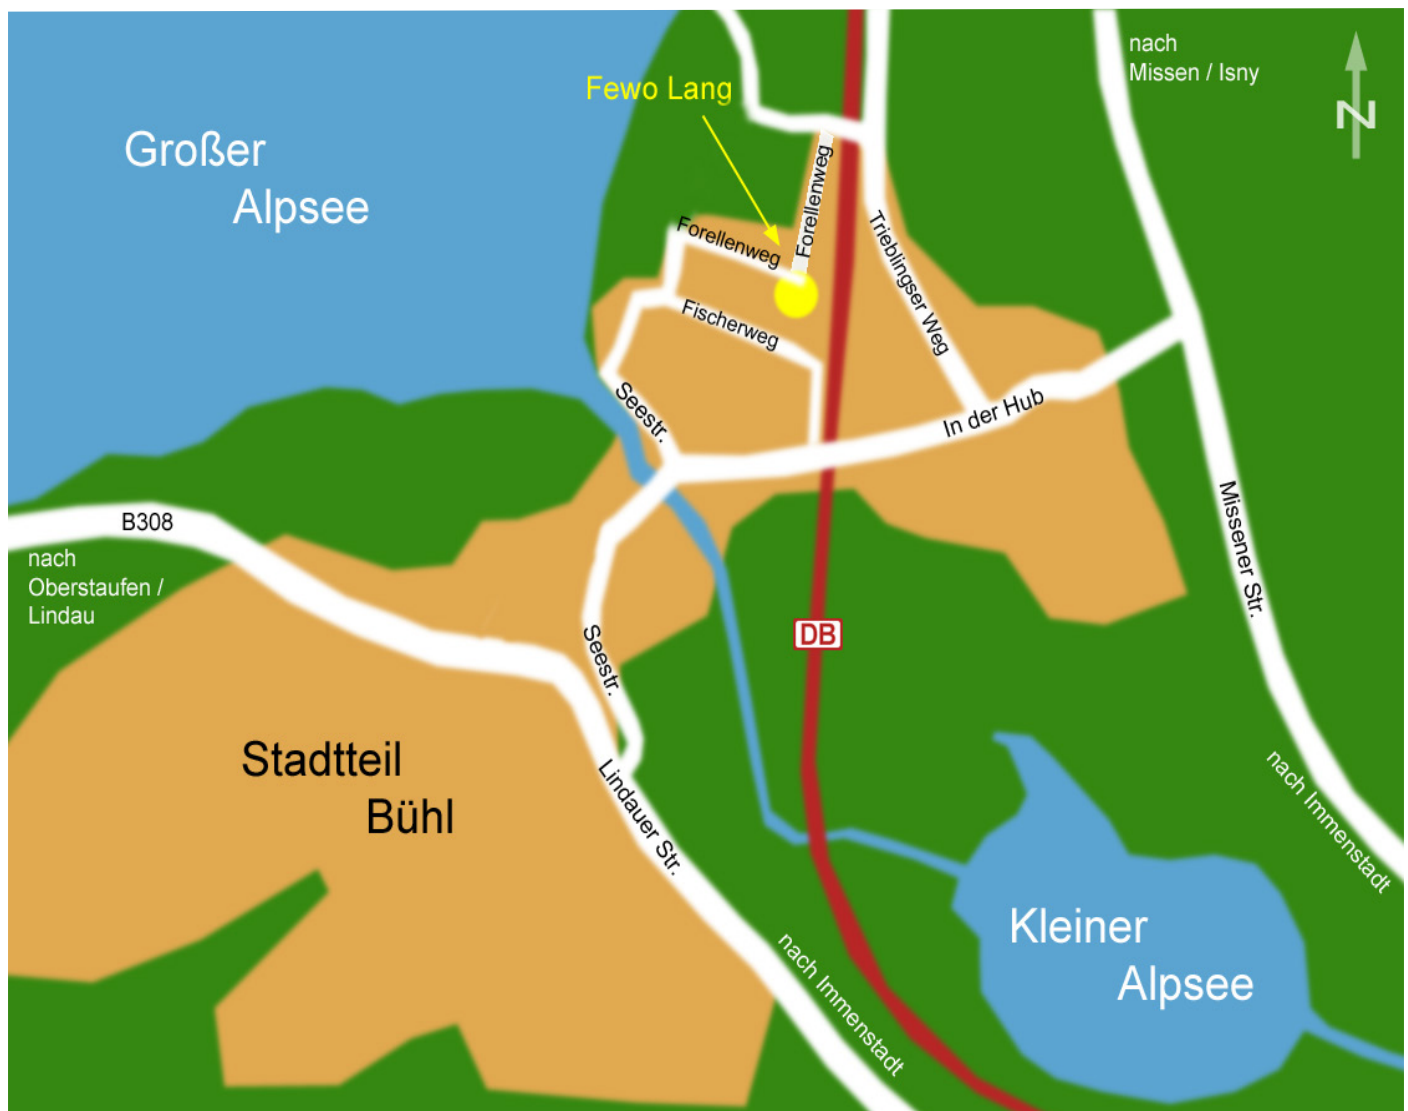 nach
Missen / Isny
Fewo Lang
N
Großer
Alpsee
Forellenweg
Forellenweg
Trieblingser Weg
Fischerweg
Seestr.
In der Hub
B308
nach
Oberstaufen /
Lindau
Missener Str.
Seestr.
DB
Stadtteil
Bühl
Lindauer Str.
nach Immenstadt
Kleiner
Alpsee
nach Immenstadt